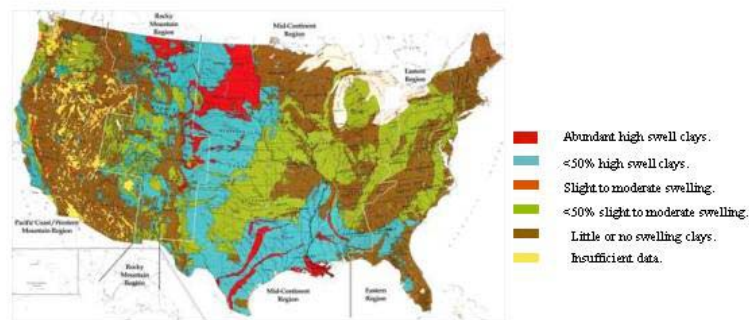 Rocky
Mountain
Region
Mid-Continent
Region
Eastern
Region
Pacific Coast/Western
Mountain Region
Rocky
Mountain
Region
Mid-Continent
Region
Eastern
Region
Abundant high swell clays.
<50% high swell clays.
Slight to moderate swelling.
<50% slight to moderate swelling.
Little or no swelling clays.
Insufficient data.